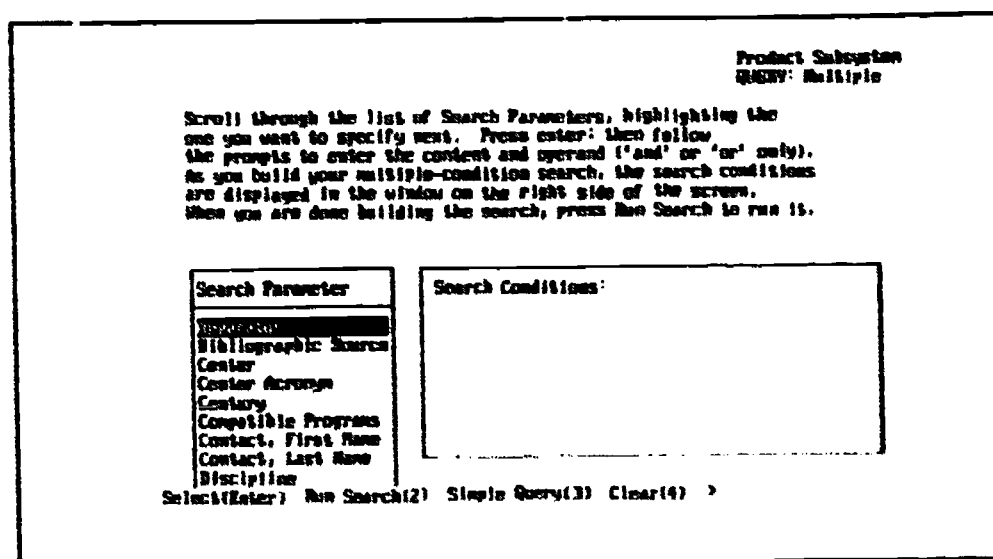 Product Subsystem
QUERY: Multiple
Scroll through the list of Search Parameters, highlighting the
one you want to specify next. Press enter; then follow
the prompts to enter the content and operand ('and' or 'or' only).
As you build your multiple-condition search, the search conditions
are displayed in the window on the right side of the screen.
When you are done building the search, press Run Search to run it.
Search Parameter
Search Conditions:
Bibliographic Source
Center
Center Acronym
Century
Compatible Programs
Contact, First Name
Contact, Last Name
Discipline
Select(Enter) Run Search(2) Simple Query(3) Clear(4) >